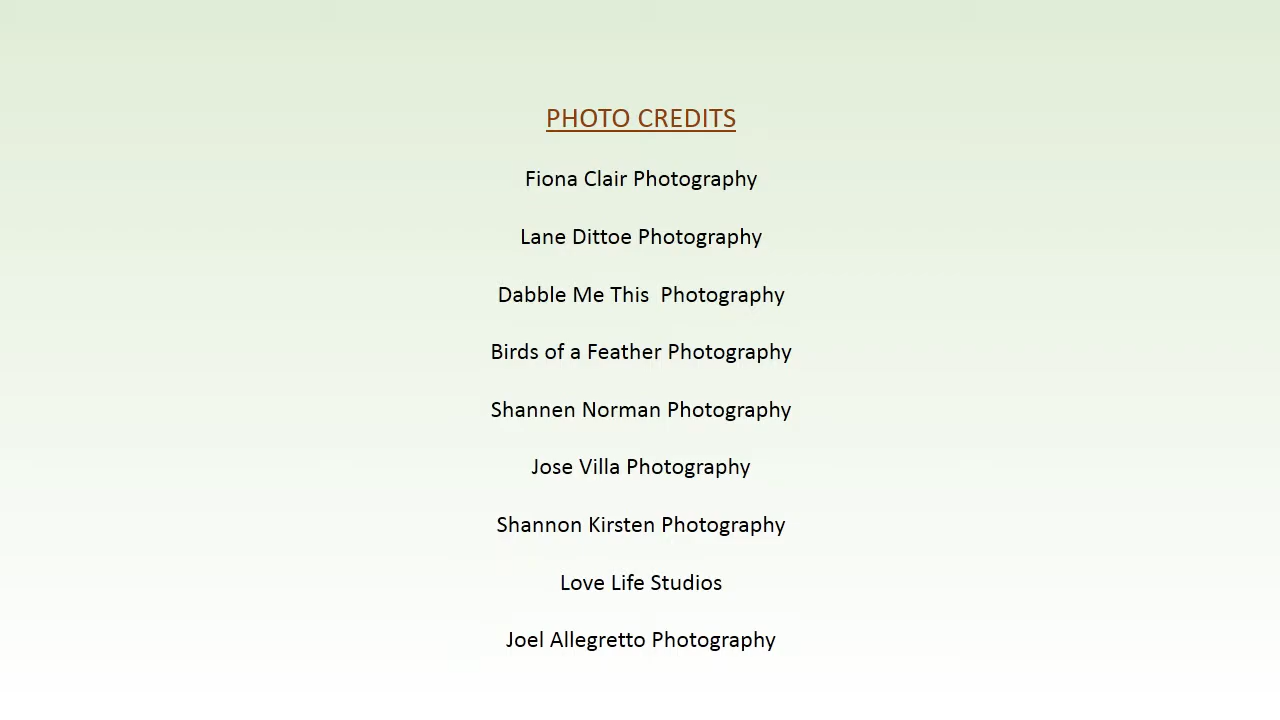 PHOTO CREDITS
Fiona Clair Photography
Lane Dittoe Photography
Dabble Me This  Photography
Birds of a Feather Photography
Shannen Norman Photography
Jose Villa Photography
Shannon Kirsten Photography
Love Life Studios
Joel Allegretto Photography